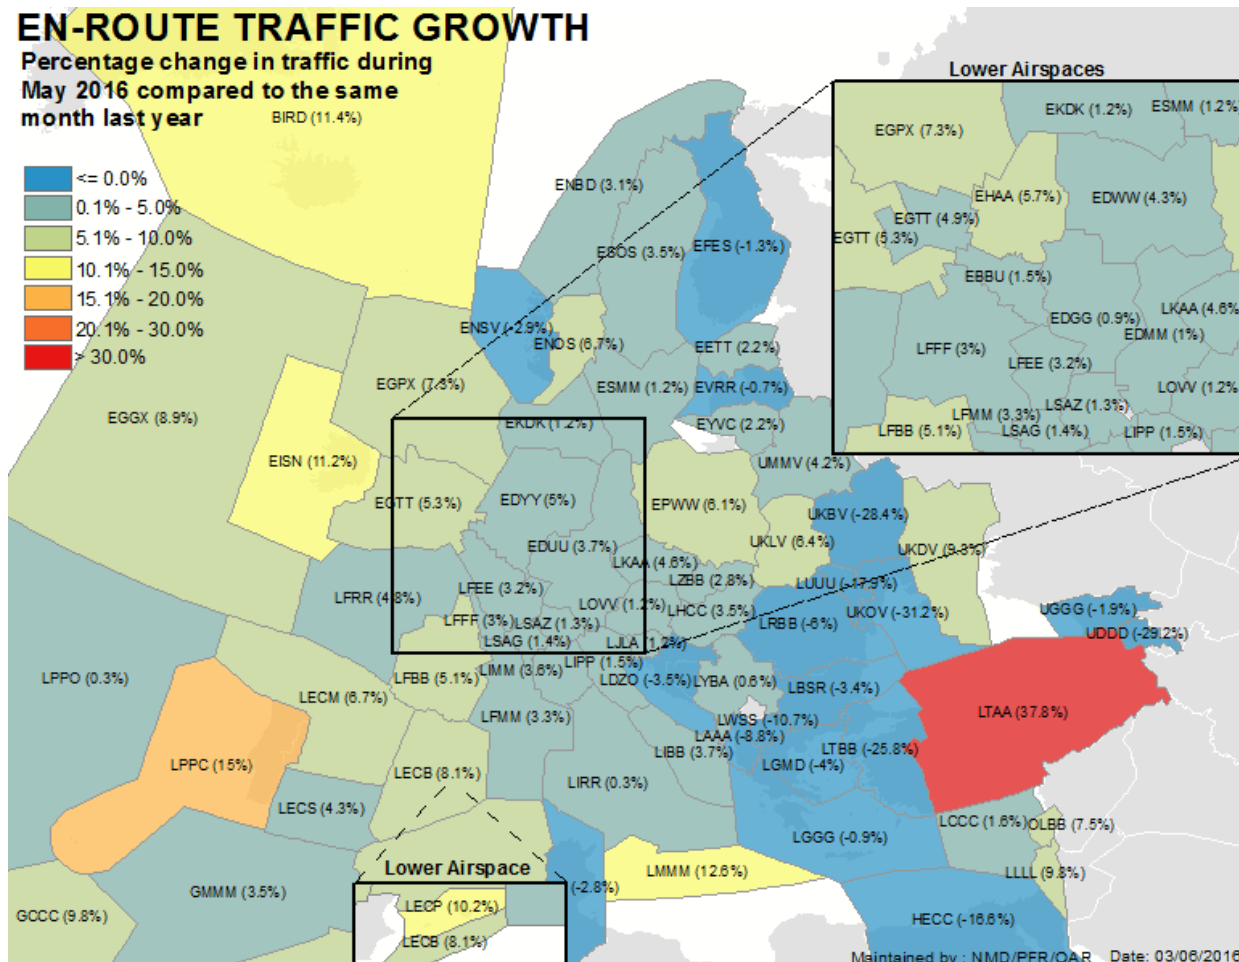 EN-ROUTE TRAFFIC GROWTH
Percentage change in traffic during
May 2016 compared to the same
month last year
<= 0.0%
0.1% - 5.0%
5.1% - 10.0%
10.1% - 15.0%
15.1% - 20.0%
20.1% - 30.0%
> 30.0%
Lower Airspaces
EKDK (1.2%)
ESMM (1.2%)
EGPX (7.3%)
EHAA (5.7%)
EDWW (4.3%)
EGTT (4.9%)
EGTT (5.3%)
EBBU (1.5%)
EDGG (0.9%)
LKAA (4.6%)
EDMM (1%)
LFFF (3%)
LFEE (3.2%)
LOVV (1.2%)
LFMM (3.3%)
LSAZ (1.3%)
LFBB (5.1%)
LSAG (1.4%)
LIPP (1.5%)
BIRD (11.4%)
ENBD (3.1%)
ESOS (3.5%)
EFES (-1.3%)
ENSV (-2.9%)
ENOS (6.7%)
EETT (2.2%)
EGPX (7.3%)
ESMM (1.2%)
EVRR (-0.7%)
EGGX (8.9%)
EKDK (1.2%)
EYVC (2.2%)
EISN (11.2%)
UMMV (4.2%)
EGTT (5.3%)
EDYY (5%)
EPWW (6.1%)
UKBV (-28.4%)
EDUU (3.7%)
UKLV (6.4%)
UKDV (9.3%)
LKAA (4.6%)
LZBB (2.8%)
LUUU (-17.9%)
LFRR (4.8%)
LFEE (3.2%)
LOVV (1.2%)
LHCC (3.5%)
UKOV (-31.2%)
UGGG (-1.9%)
LFFF (3%)
LSAZ (1.3%)
LRBB (-6%)
UDDD (-29.2%)
LSAG (1.4%)
LJLA (1.2%)
LIPP (1.5%)
LPPO (0.3%)
LFBB (5.1%)
LIMM (3.6%)
LDZO (-3.5%)
LYBA (0.6%)
LBSR (-3.4%)
LECM (6.7%)
LFMM (3.3%)
LWSS (-10.7%)
LTAA (37.8%)
LAAA (-8.8%)
LIBB (3.7%)
LTBB (-25.8%)
LPPC (15%)
LECB (8.1%)
LGMD (-4%)
LIRR (0.3%)
LECS (4.3%)
LCCC (1.6%)
OLBB (7.5%)
LGGG (-0.9%)
Lower Airspace
LMMM (12.6%)
LLLL (9.8%)
GMMM (3.5%)
(-2.8%)
GCCC (9.8%)
LECP (10.2%)
HECC (-16.6%)
LECB (8.1%)
Maintained by : NMD/PFR/OAR Date: 03/06/2016